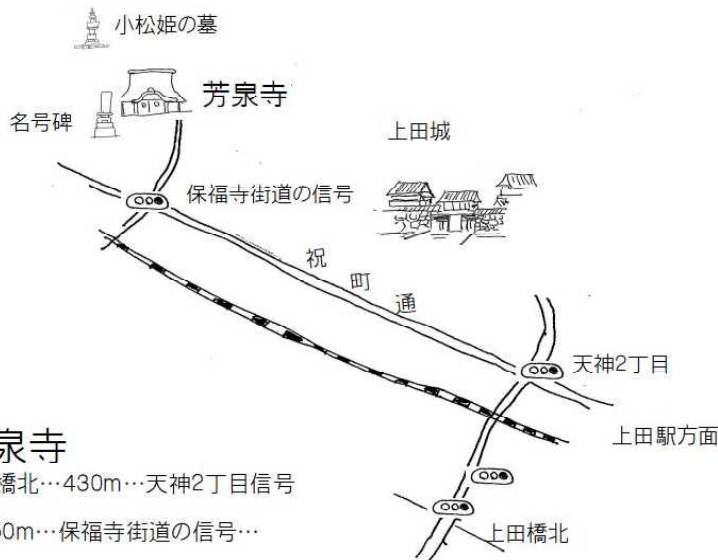 小松姫の墓
芳泉寺
名号碑
上田城
保福寺街道の信号
祝町通
天神2丁目
上田駅方面
泉寺
橋北…430m…天神2丁目信号
50m…保福寺街道の信号…
上田橋北